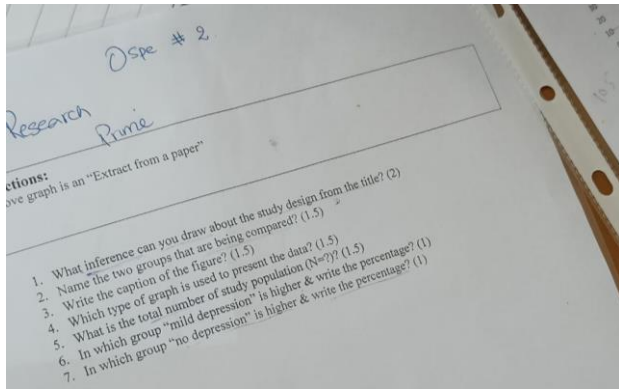 Ospe # 2
Research
Prime
ctions:
ove graph is an "Extract from a paper"
1. What inference can you draw about the study design from the title? (2)
2. Name the two groups that are being compared? (1.5)
3. Write the caption of the figure? (1.5)
4. Which type of graph is used to present the data? (1.5)
5. What is the total number of study population (N=?)? (1.5)
6. In which group "mild depression" is higher & write the percentage? (1)
7. In which group "no depression" is higher & write the percentage? (1)